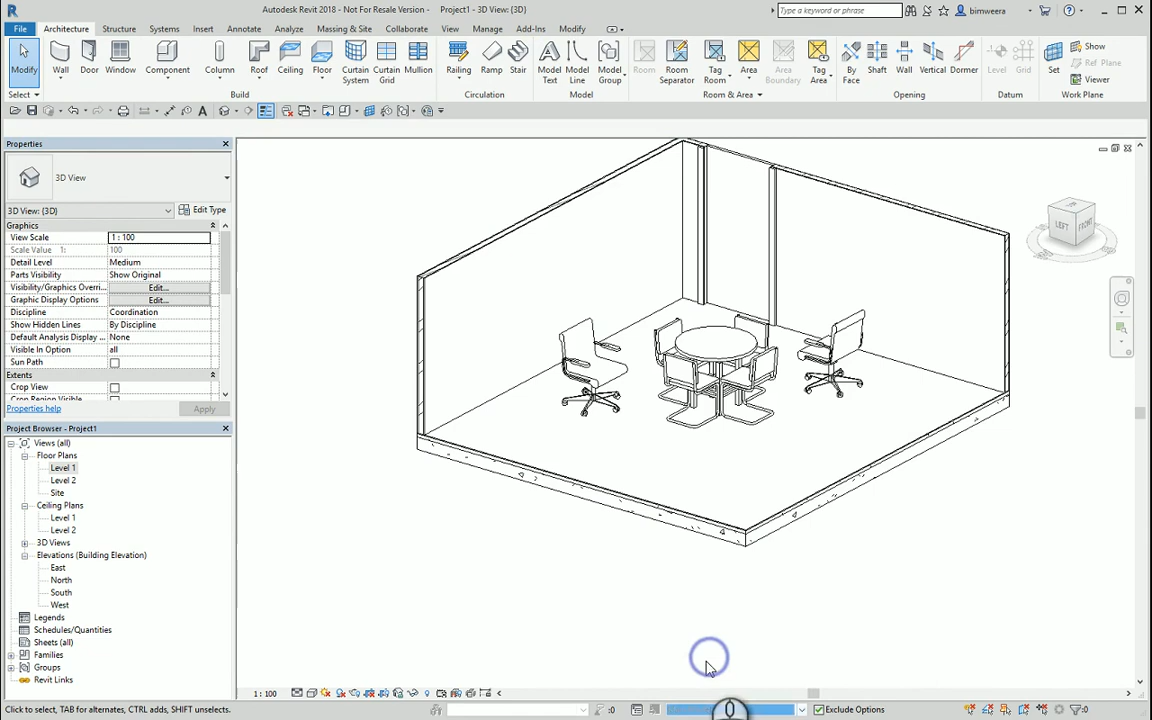 Autodesk Revit 2018 - Not For Resale Version - Project1 - 3D View: {3D}
Type a keyword or phrase
bimweera
File Architecture Structure Systems Insert Annotate Analyze Massing & Site Collaborate View Manage Add-Ins Modify
Modify Wall Door Window Component Column Roof Ceiling Floor Curtain System Curtain Grid Mullion Railing Ramp Stair Model Text Model Line Model Group Room Room Separator Tag Room Area Area Boundary Tag Area By Face Shaft Wall Vertical Dormer Level Grid Set Show Ref Plane Viewer
Select Build Circulation Model Room & Area Opening Datum Work Plane
Properties
3D View
3D View: {3D} Edit Type
Graphics
View Scale 1 : 100
Scale Value 1: 100
Detail Level Medium
Parts Visibility Show Original
Visibility/Graphics Overri... Edit...
Graphic Display Options Edit...
Discipline Coordination
Show Hidden Lines By Discipline
Default Analysis Display ... None
Visible In Option all
Sun Path
Extents
Crop View
Crop Region Visible
Properties help Apply
Project Browser - Project1
Views (all)
Floor Plans
Level 1
Level 2
Site
Ceiling Plans
Level 1
Level 2
3D Views
Elevations (Building Elevation)
East
North
South
West
Legends
Schedules/Quantities
Sheets (all)
Families
Groups
Revit Links
TOP
LEFT FRONT
1 : 100
Click to select, TAB for alternates, CTRL adds, SHIFT unselects.
:0
Exclude Options
:0